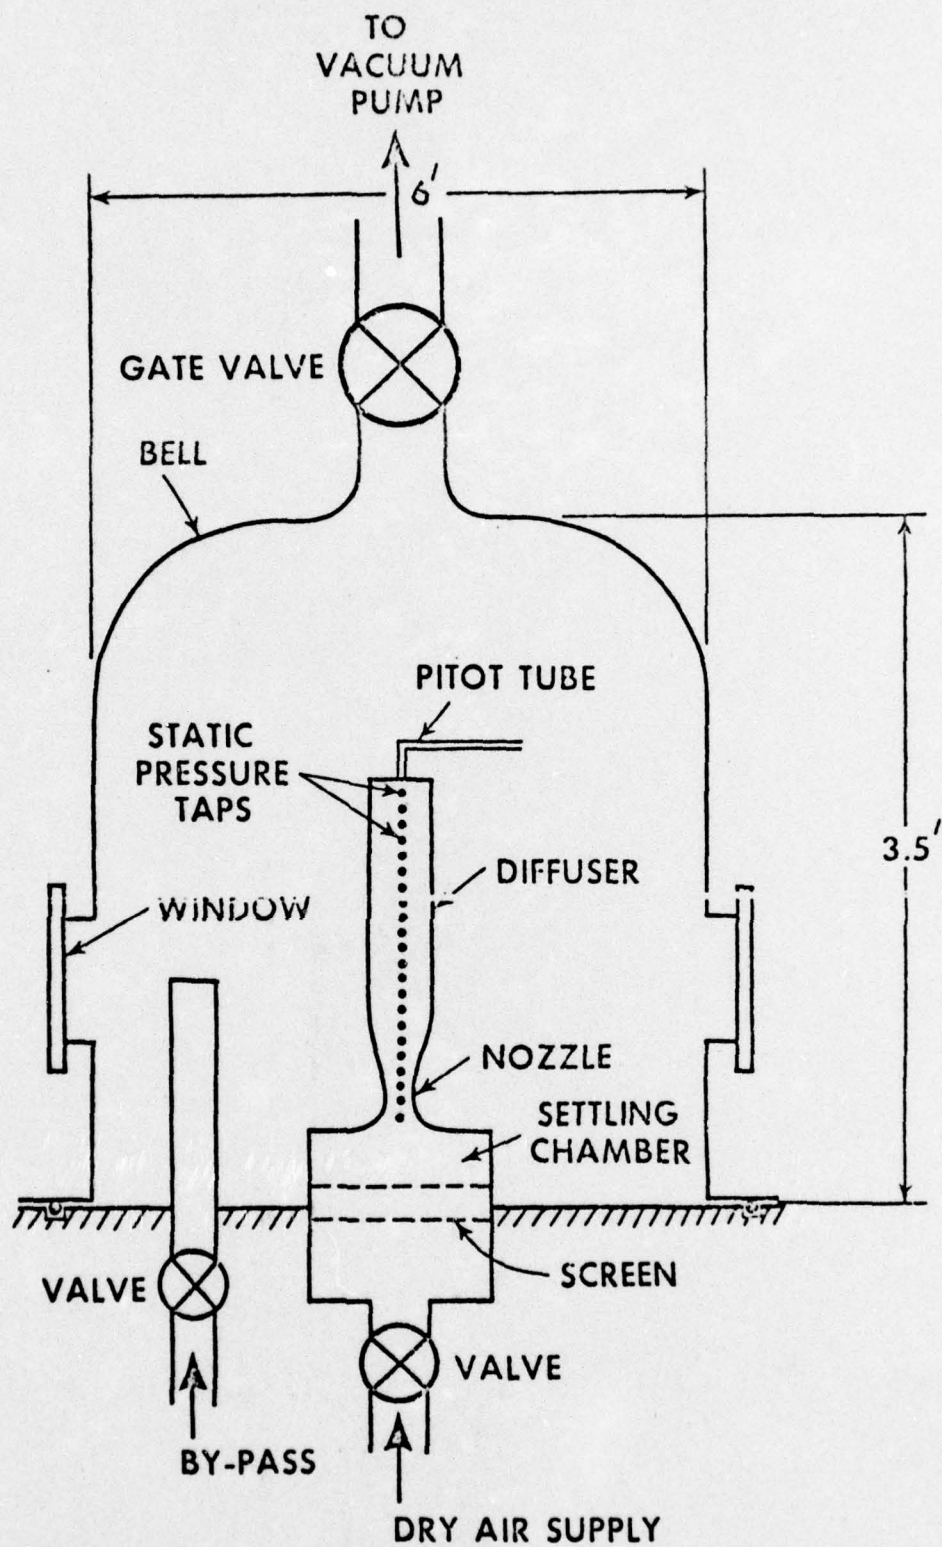 TO
VACUUM
PUMP
6'
GATE VALVE
BELL
PITOT TUBE
STATIC
PRESSURE
TAPS
3.5'
DIFFUSER
WINDOW
NOZZLE
SETTLING
CHAMBER
SCREEN
VALVE
VALVE
BY-PASS
DRY AIR SUPPLY